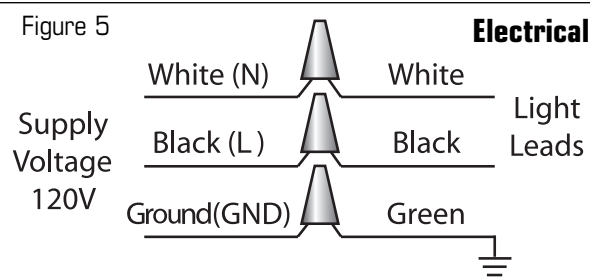 Figure 5
Electrical
White (N)
White
Black (L)
Black
Ground(GND)
Green
Supply
Voltage
120V
Light
Leads